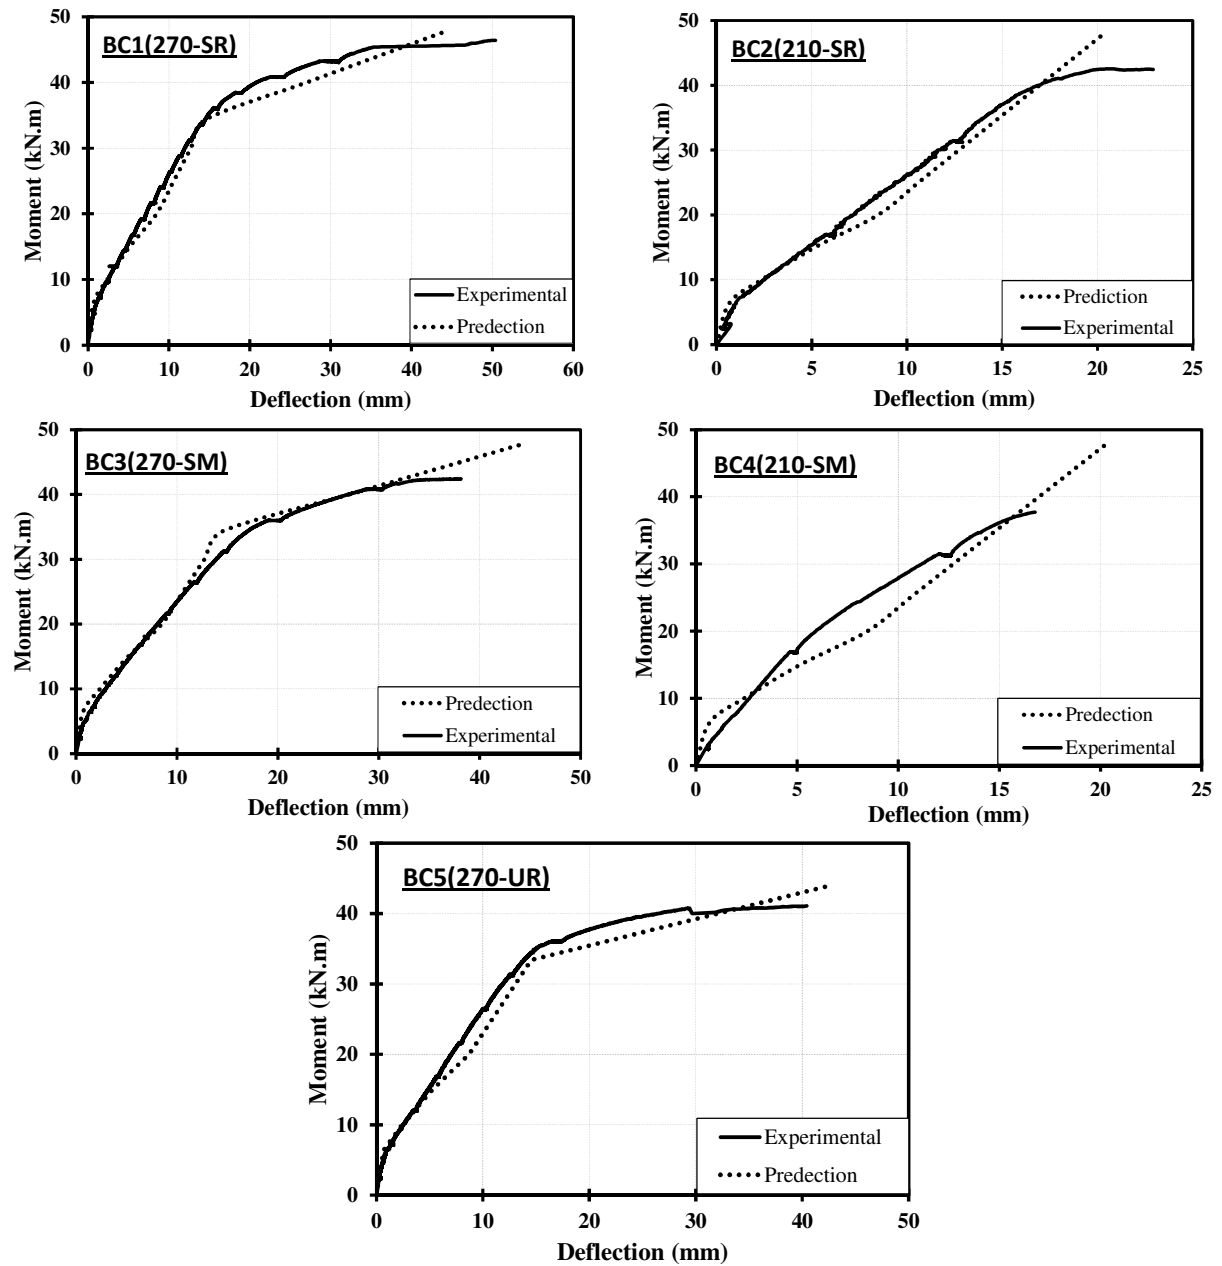 BC1(270-SR)
Moment (kN.m)
50
40
30
20
10
0
Experimental
Predection
0 10 20 30 40 50 60
Deflection (mm)
BC2(210-SR)
Moment (kN.m)
50
40
30
20
10
0
Prediction
Experimental
0 5 10 15 20 25
Deflection (mm)
BC3(270-SM)
Moment (kN.m)
50
40
30
20
10
0
Predection
Experimental
0 10 20 30 40 50
Deflection (mm)
BC4(210-SM)
Moment (kN.m)
50
40
30
20
10
0
Predection
Experimental
0 5 10 15 20 25
Deflection (mm)
BC5(270-UR)
Moment (kN.m)
50
40
30
20
10
0
Experimental
Predection
0 10 20 30 40 50
Deflection (mm)